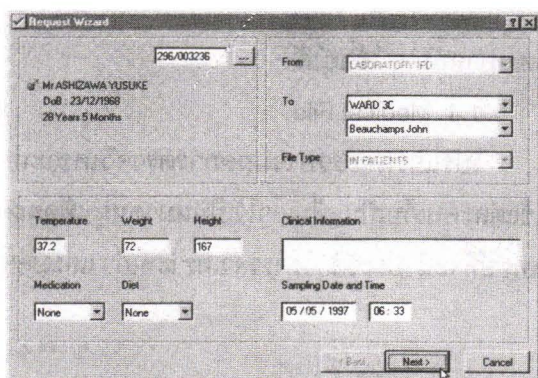 Request Wizard
296/003236 ...
Mr ASHIZAWA YUSUKE
DoB : 23/12/1968
28 Years 5 Months
From LABORATORY IPD
To WARD 3C
Beauchamps John
File Type IN PATIENTS
Temperature Weight Height
37.2 72 . 167
Medication Diet
None None
Clinical Information
Sampling Date and Time
05 / 05 / 1997 06 : 33
< Back Next > Cancel